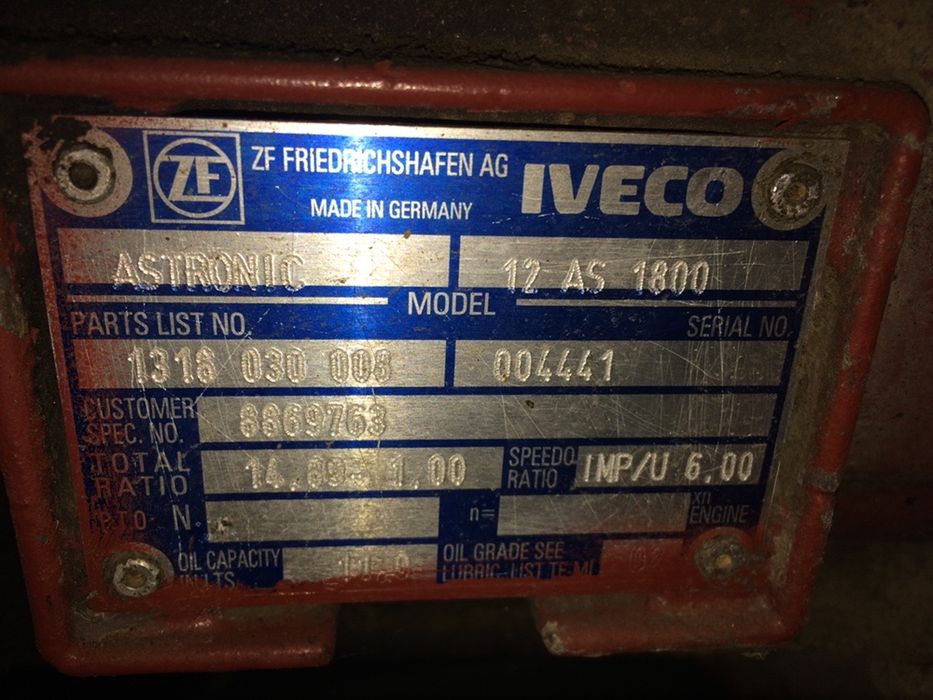 ZF
ZF FRIEDRICHSHAFEN AG
MADE IN GERMANY
IVECO
ASTRONIC
12 AS 1800
MODEL
PARTS LIST NO.
SERIAL NO.
1316 030 008
004441
CUSTOMER SPEC. NO.
8869763
TOTAL RATIO
1.00
SPEEDO RATIO
IMP/U 6.00
N
n=
xn ENGINE
OIL CAPACITY IN LTS
OIL GRADE SEE
LUBRIC-LIST TE-ML